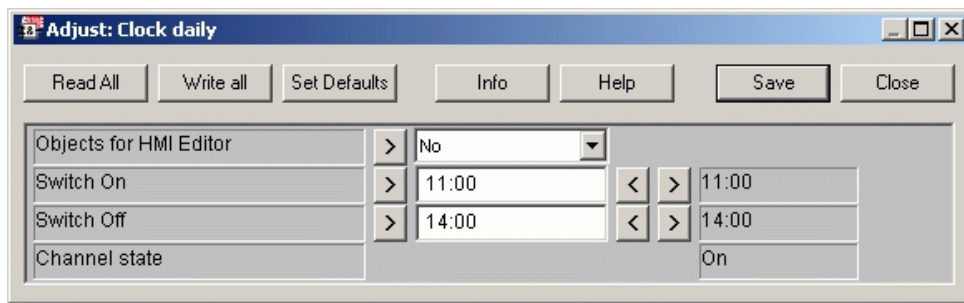 Adjust: Clock daily
Read All Write all Set Defaults Info Help Save Close
Objects for HMI Editor > No
Switch On > 11:00 < > 11:00
Switch Off > 14:00 < > 14:00
Channel state On